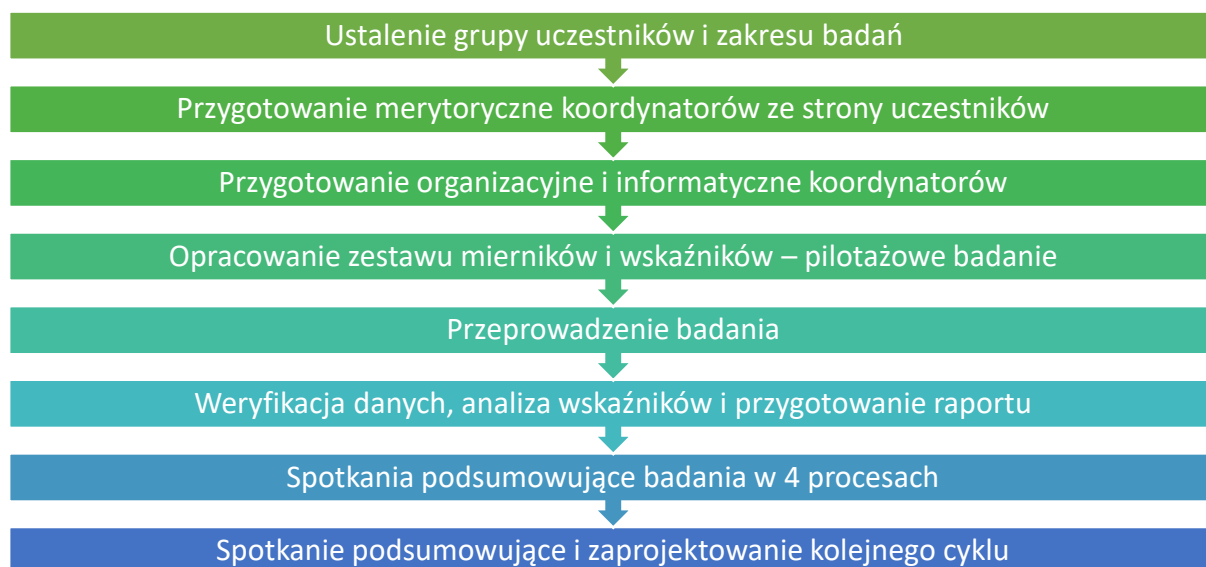 Ustalenie grupy uczestników i zakresu badań
Przygotowanie merytoryczne koordynatorów ze strony uczestników
Przygotowanie organizacyjne i informatyczne koordynatorów
Opracowanie zestawu mierników i wskaźników – pilotażowe badanie
Przeprowadzenie badania
Weryfikacja danych, analiza wskaźników i przygotowanie raportu
Spotkania podsumowujące badania w 4 procesach
Spotkanie podsumowujące i zaprojektowanie kolejnego cyklu